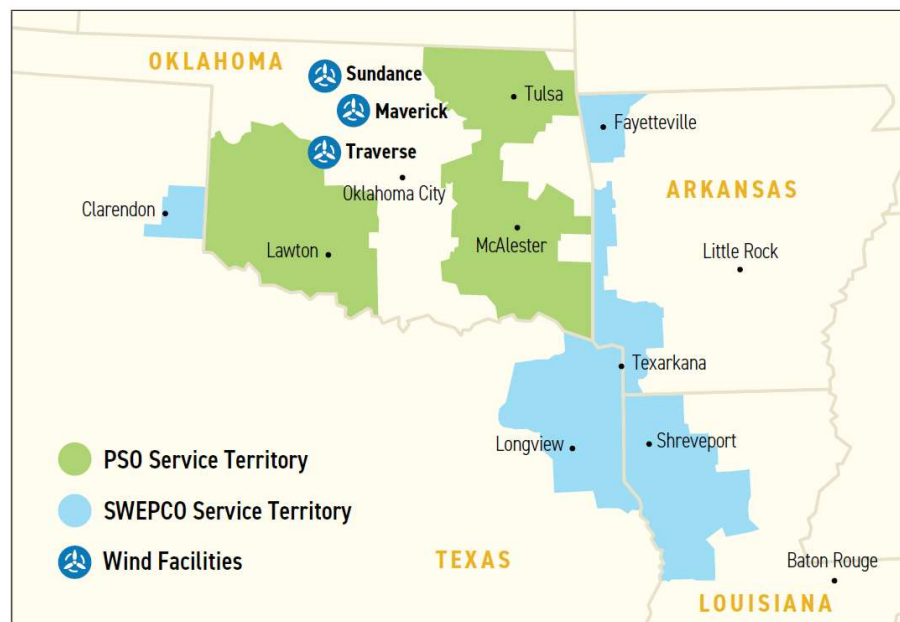 OKLAHOMA
Sundance
Maverick
Traverse
Tulsa
Fayetteville
Oklahoma City
ARKANSAS
Clarendon
Lawton
McAlester
Little Rock
Texarkana
Longview
Shreveport
PSO Service Territory
SWEPCO Service Territory
Wind Facilities
TEXAS
Baton Rouge
LOUISIANA